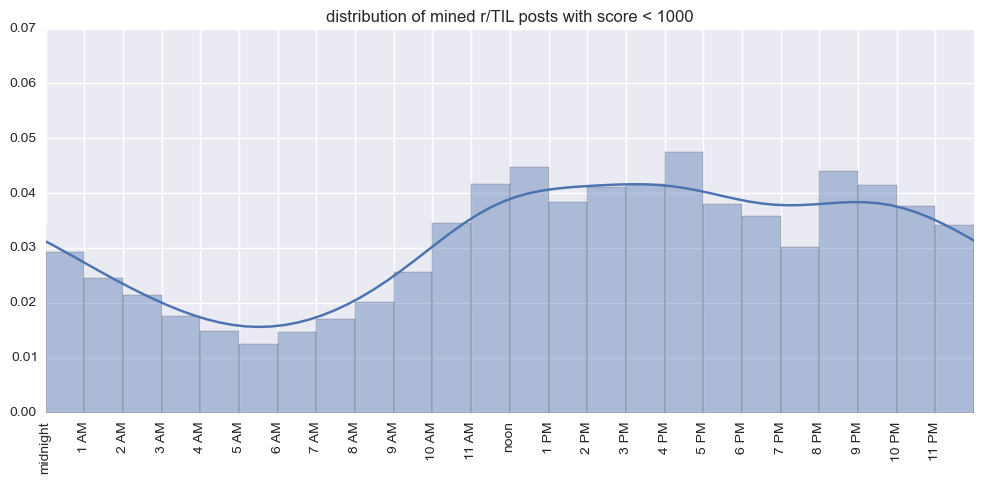 distribution of mined r/TIL posts with score < 1000
0.07
0.06
0.05
0.04
0.03
0.02
0.01
0.00
midnight
1 AM
2 AM
3 AM
4 AM
5 AM
6 AM
7 AM
8 AM
9 AM
10 AM
11 AM
noon
1 PM
2 PM
3 PM
4 PM
5 PM
6 PM
7 PM
8 PM
9 PM
10 PM
11 PM